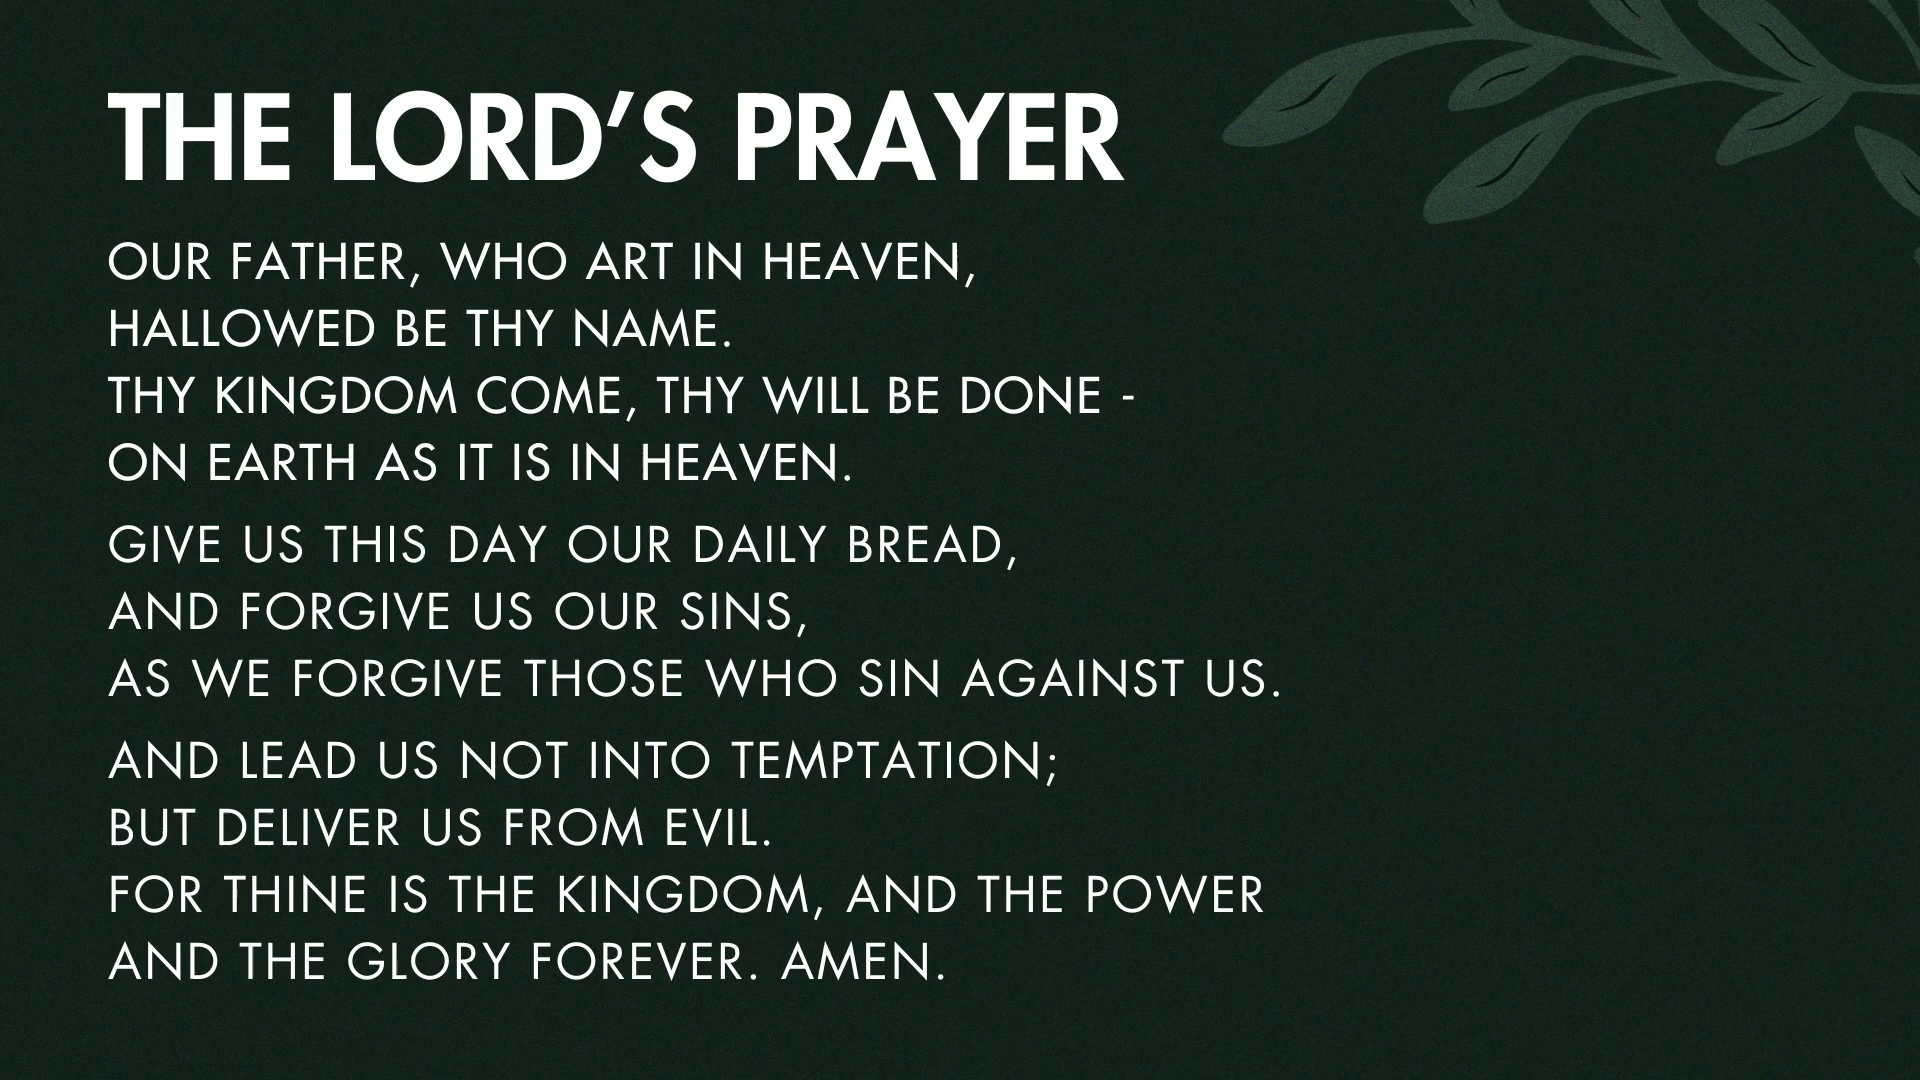 THE LORD’S PRAYER
OUR FATHER, WHO ART IN HEAVEN,
HALLOWED BE THY NAME.
THY KINGDOM COME, THY WILL BE DONE -
ON EARTH AS IT IS IN HEAVEN.
GIVE US THIS DAY OUR DAILY BREAD,
AND FORGIVE US OUR SINS,
AS WE FORGIVE THOSE WHO SIN AGAINST US.
AND LEAD US NOT INTO TEMPTATION;
BUT DELIVER US FROM EVIL.
FOR THINE IS THE KINGDOM, AND THE POWER
AND THE GLORY FOREVER. AMEN.